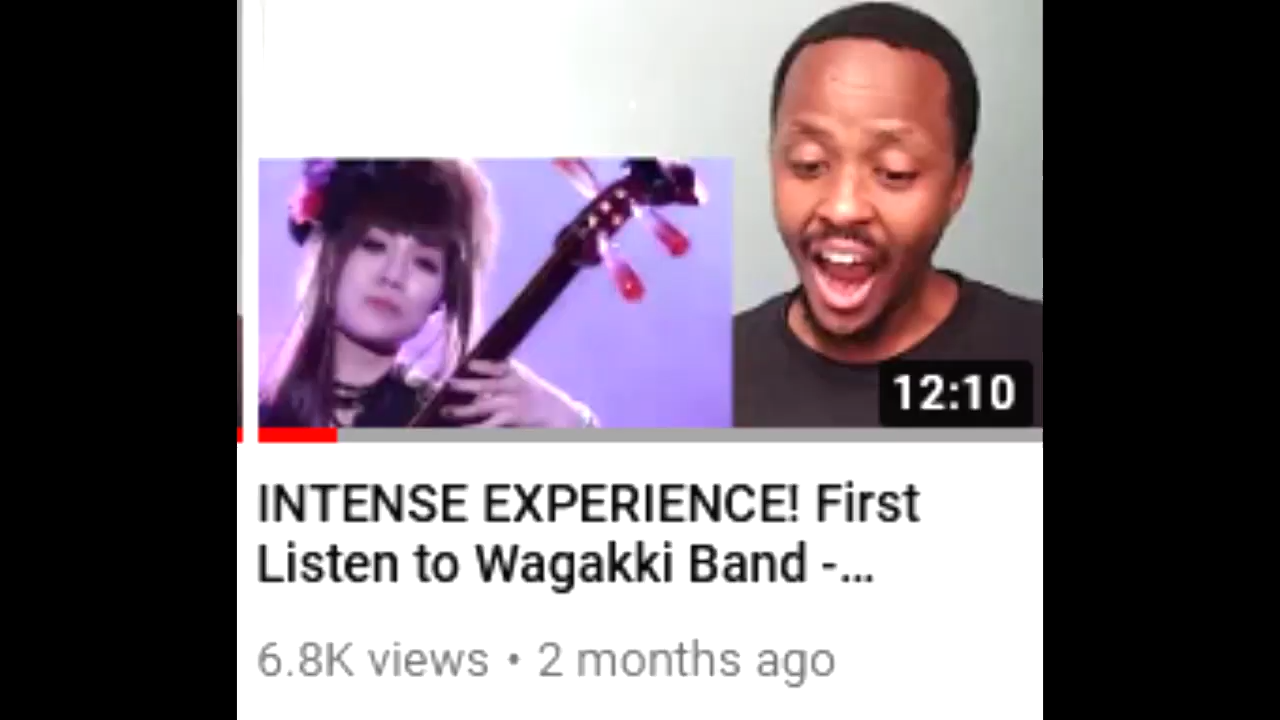 12:10
INTENSE EXPERIENCE! First
Listen to Wagakki Band -...
6.8K views • 2 months ago